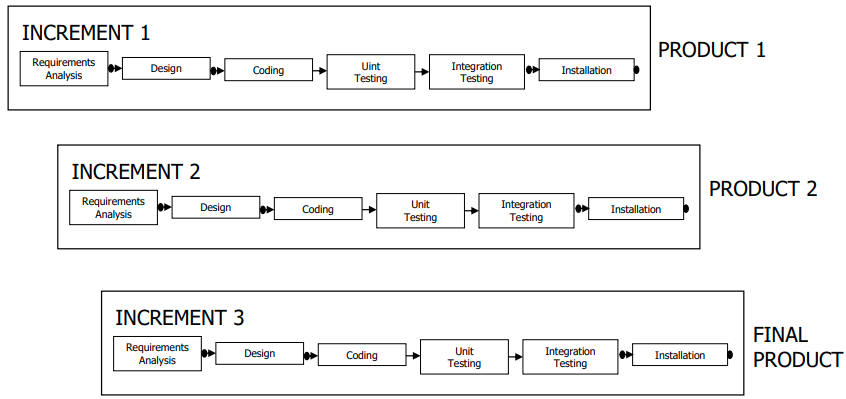 INCREMENT 1
PRODUCT 1
Requirements
Analysis
Design
Coding
Uint
Testing
Integration
Testing
Installation
INCREMENT 2
PRODUCT 2
Requirements
Analysis
Design
Coding
Unit
Testing
Integration
Testing
Installation
INCREMENT 3
FINAL
PRODUCT
Requirements
Analysis
Design
Coding
Unit
Testing
Integration
Testing
Installation